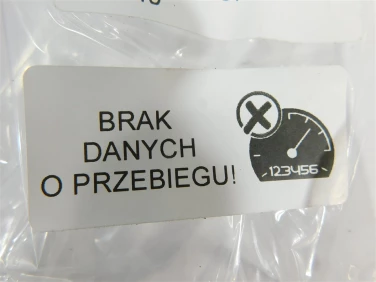 BRAK
DANYCH
O PRZEBIEGU!
123456